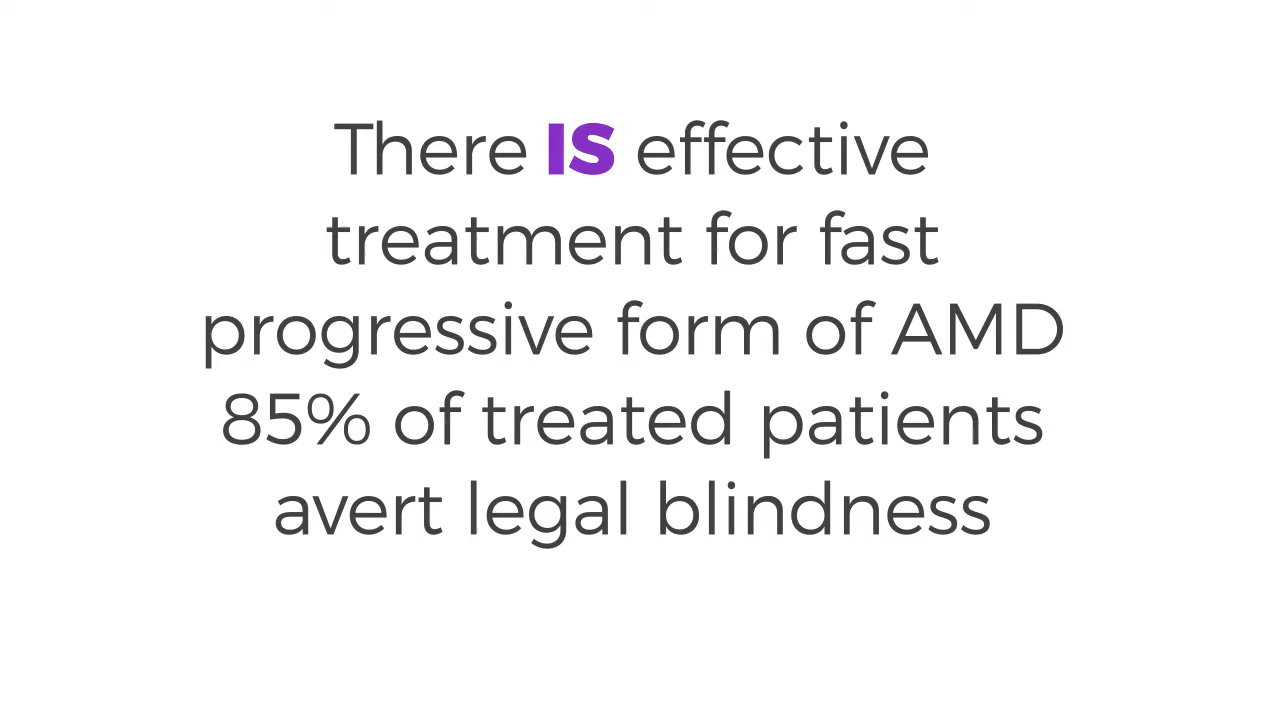 There IS effective
treatment for fast
progressive form of AMD
85% of treated patients
avert legal blindness